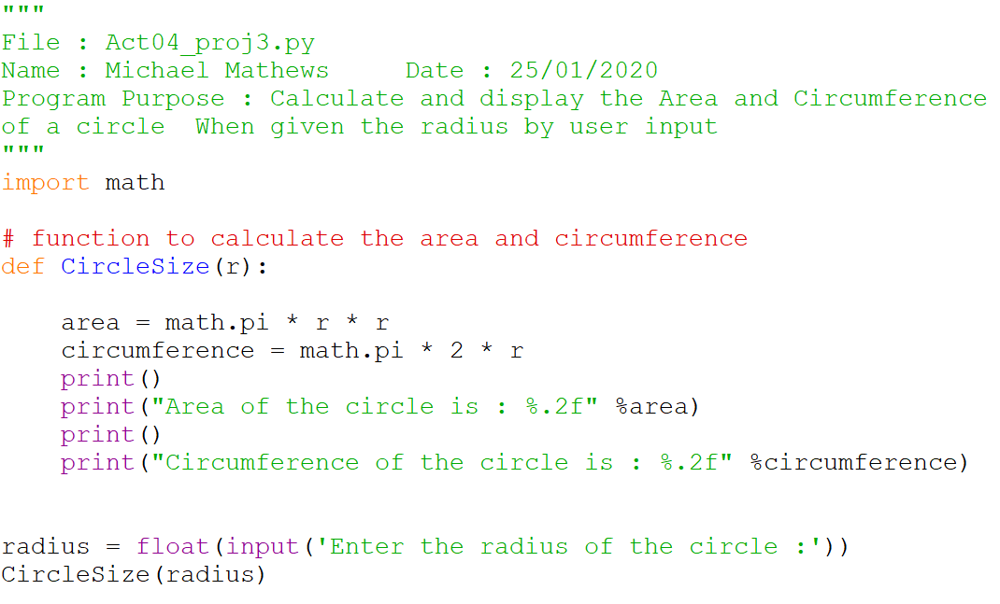 """
File : Act04_proj3.py
Name : Michael Mathews     Date : 25/01/2020
Program Purpose : Calculate and display the Area and Circumference
of a circle  When given the radius by user input
"""
import math

# function to calculate the area and circumference
def CircleSize(r):

    area = math.pi * r * r
    circumference = math.pi * 2 * r
    print()
    print("Area of the circle is : %.2f" %area)
    print()
    print("Circumference of the circle is : %.2f" %circumference)


radius = float(input('Enter the radius of the circle :'))
CircleSize(radius)